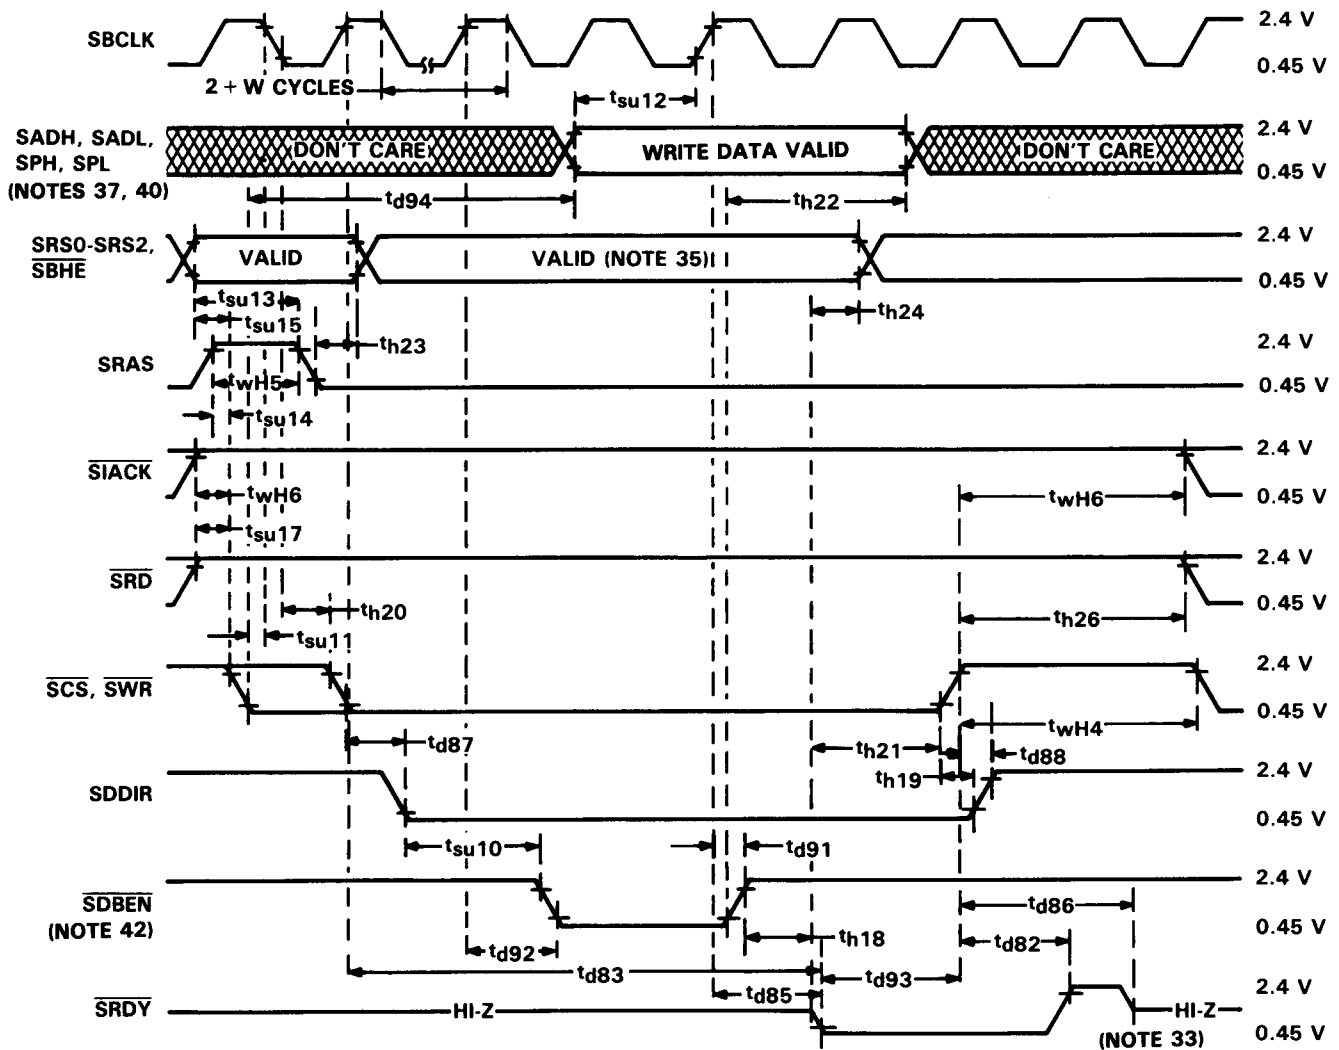 SBCLK
2.4 V
0.45 V
2 + W CYCLES
tsu12
SADH, SADL,
SPH, SPL
(NOTES 37, 40)
DON'T CARE
WRITE DATA VALID
DON'T CARE
2.4 V
0.45 V
td94
th22
SRS0-SRS2,
SBHE
VALID
VALID (NOTE 35)
2.4 V
0.45 V
tsu13
tsu15
th24
th23
SRAS
2.4 V
0.45 V
twH5
tsu14
SIACK
2.4 V
0.45 V
twH6
twH6
tsu17
SRD
2.4 V
0.45 V
th20
th26
tsu11
SCS, SWR
2.4 V
0.45 V
twH4
td87
th21
td88
th19
SDDIR
2.4 V
0.45 V
tsu10
td91
SDBEN
(NOTE 42)
2.4 V
0.45 V
td86
th18
td82
td92
td83
td93
td85
SRDY
HI-Z
HI-Z
(NOTE 33)
2.4 V
0.45 V